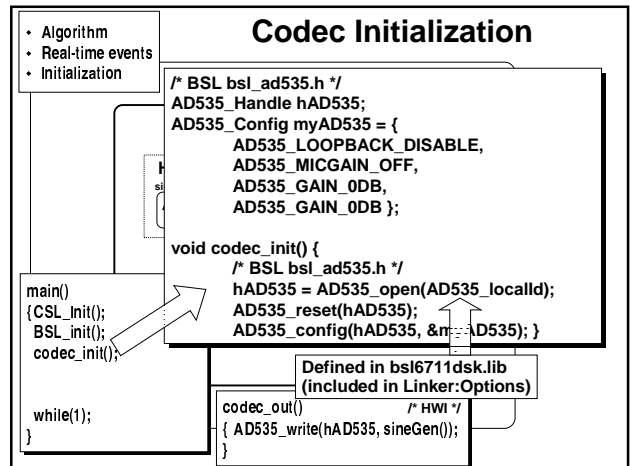 Codec Initialization
• Algorithm
• Real-time events
• Initialization
/* BSL bsl_ad535.h */
AD535_Handle hAD535;
AD535_Config myAD535 = {
AD535_LOOPBACK_DISABLE,
AD535_MICGAIN_OFF,
AD535_GAIN_0DB,
AD535_GAIN_0DB };
void codec_init() {
/* BSL bsl_ad535.h */
hAD535 = AD535_open(AD535_localId);
AD535_reset(hAD535);
AD535_config(hAD535, &myAD535); }
main()
{CSL_Init();
BSL_init();
codec_init();
while(1);
}
Defined in bsl6711dsk.lib
(included in Linker:Options)
codec_out() /* HWI */
{ AD535_write(hAD535, sineGen());
}